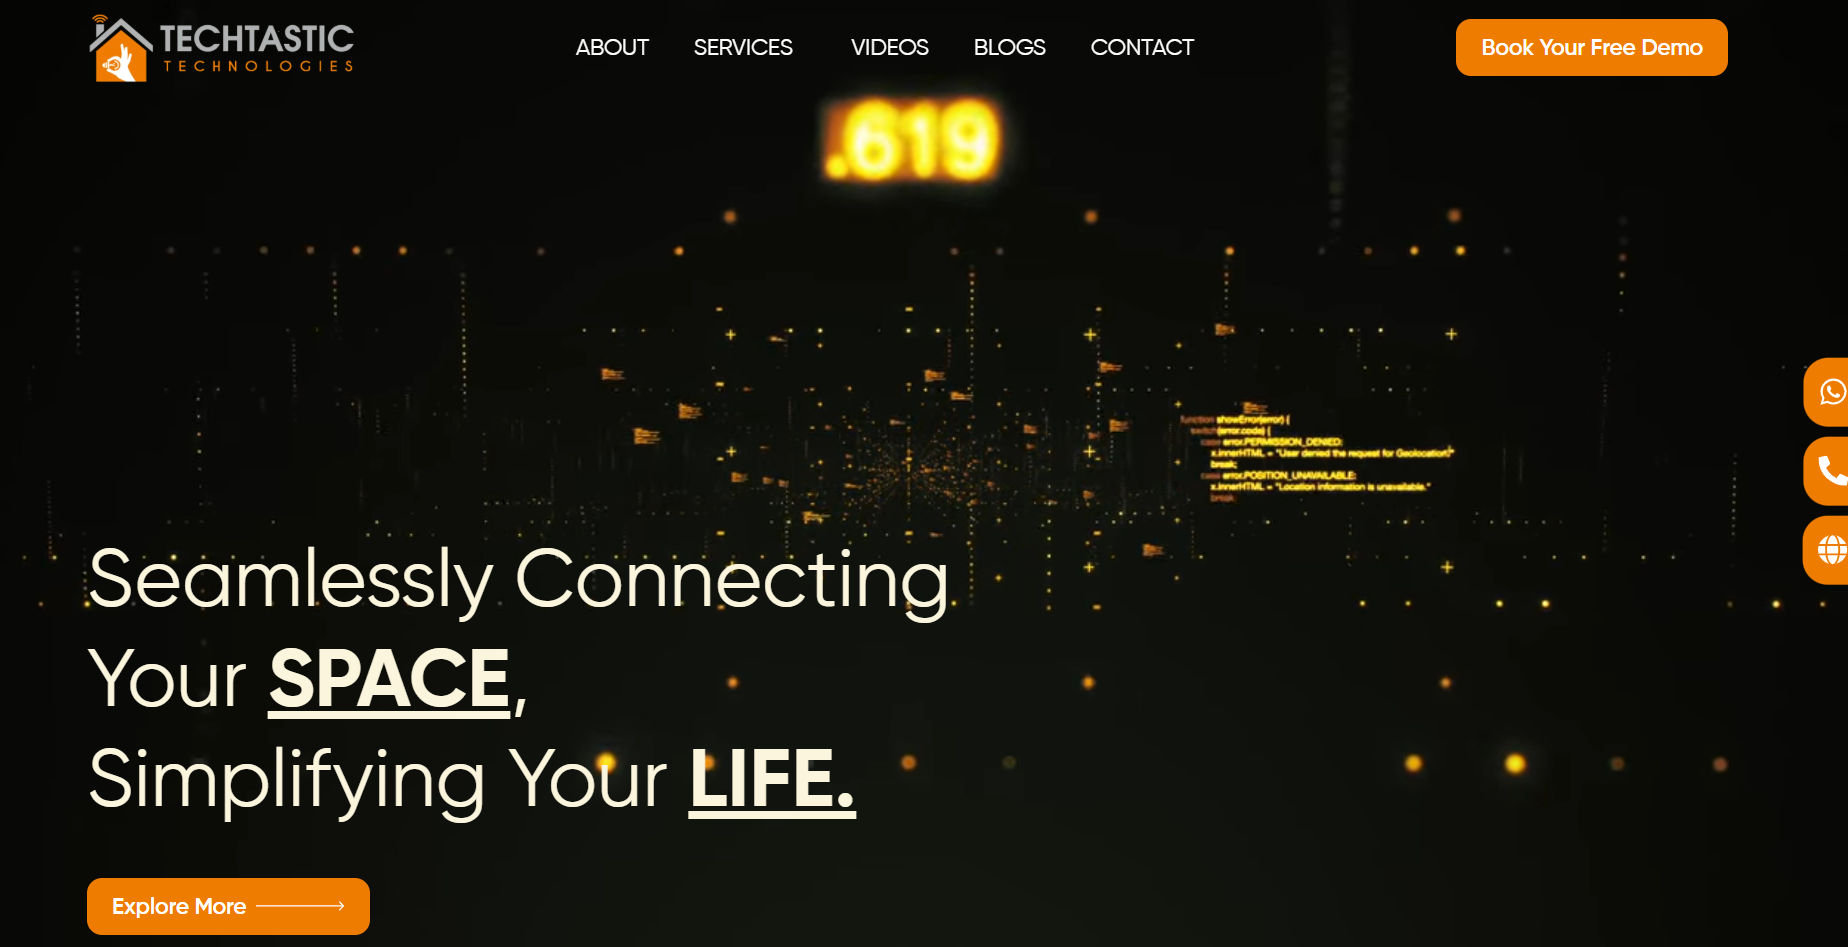 TECHTASTIC
TECHNOLOGIES
ABOUT
SERVICES
VIDEOS
BLOGS
CONTACT
Book Your Free Demo
.619
function showError(error) {
switch(error.code) {
case error.PERMISSION_DENIED:
x.innerHTML = "User denied the request for Geolocation."
break;
case error.POSITION_UNAVAILABLE:
x.innerHTML = "Location information is unavailable."
break
Seamlessly Connecting
Your SPACE,
Simplifying Your LIFE.
Explore More